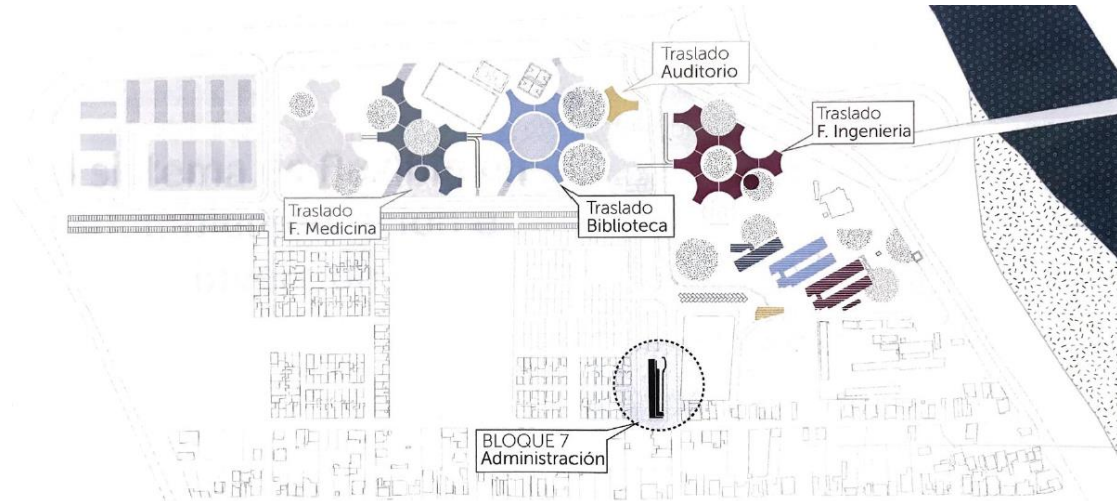 Traslado
Auditorio
Traslado
F. Ingenieria
Traslado
F. Medicina
Traslado
Biblioteca
BLOQUE 7
Administración